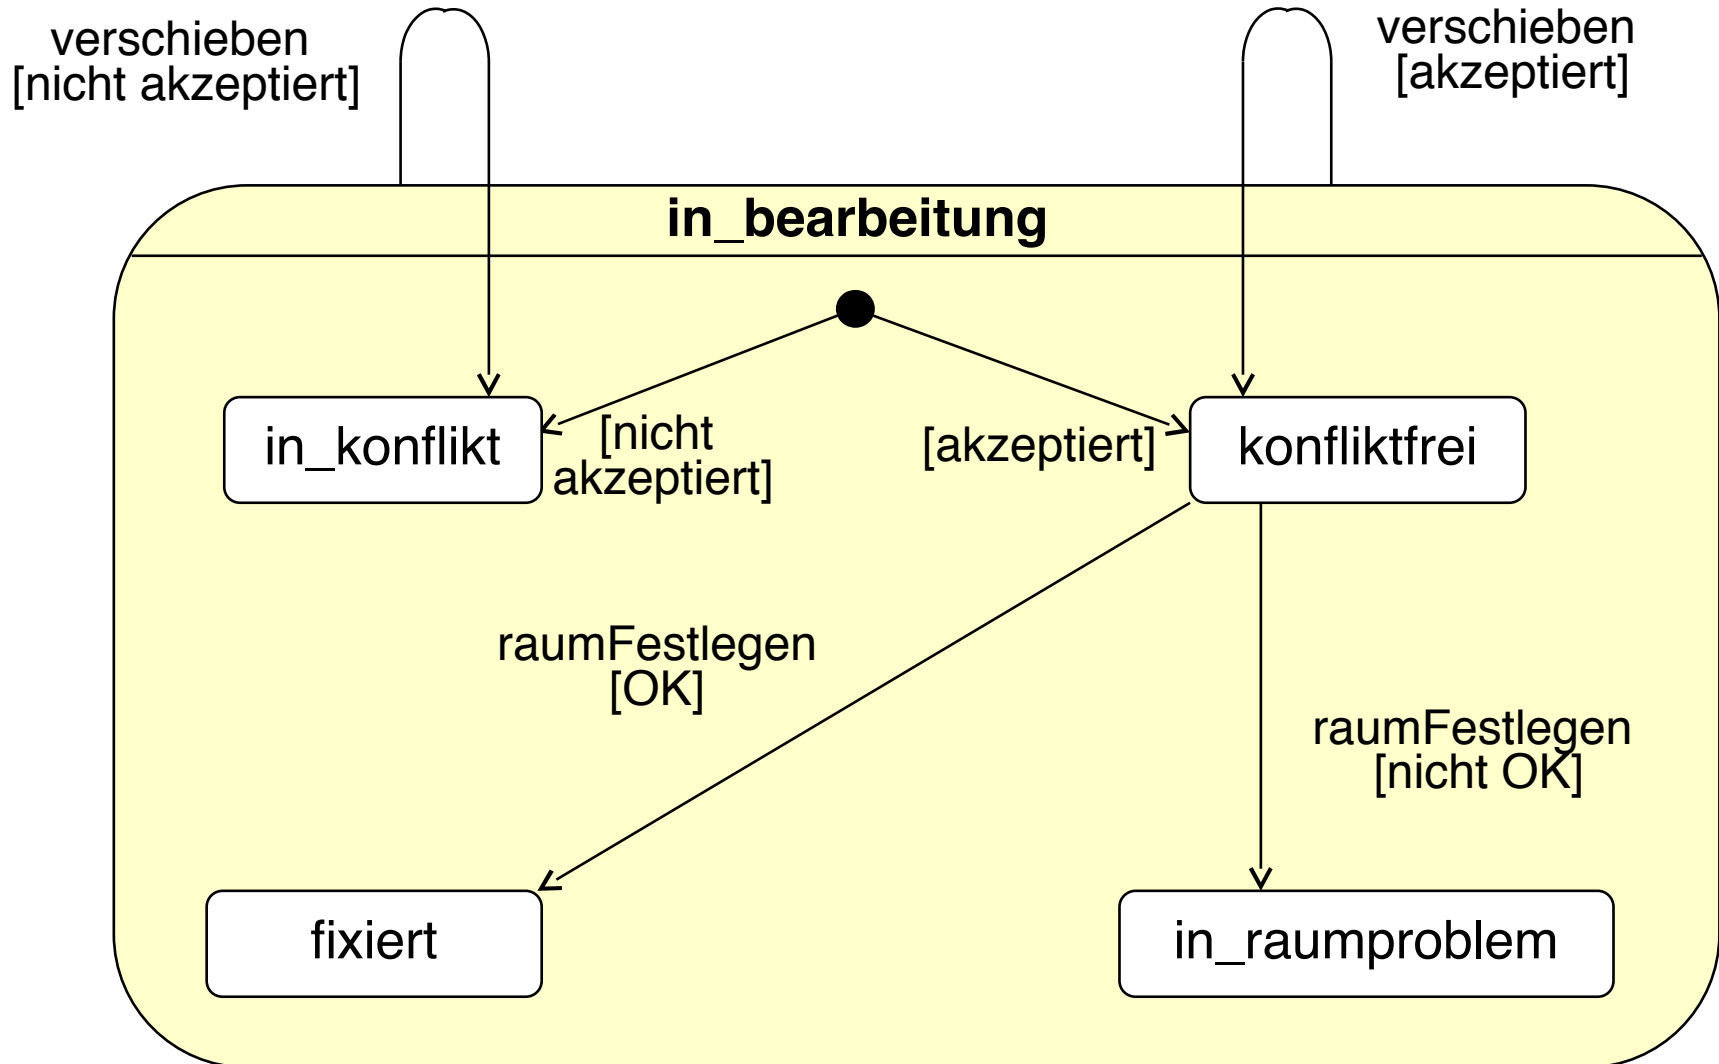 verschieben
[nicht akzeptiert]
verschieben
[akzeptiert]
in_bearbeitung
in_konflikt
[nicht
akzeptiert]
[akzeptiert]
konfliktfrei
raumFestlegen
[OK]
raumFestlegen
[nicht OK]
fixiert
in_raumproblem